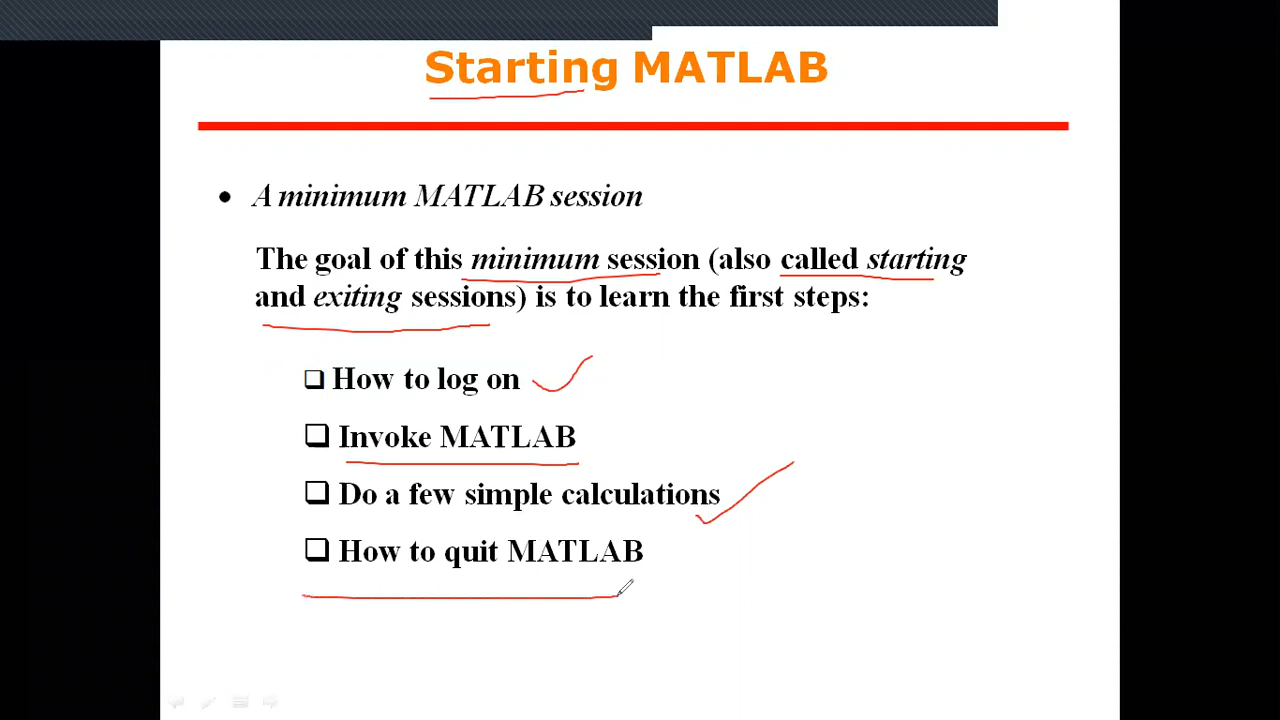 Starting MATLAB
• A minimum MATLAB session
The goal of this minimum session (also called starting
and exiting sessions) is to learn the first steps:
❑ How to log on
❑ Invoke MATLAB
❑ Do a few simple calculations
❑ How to quit MATLAB